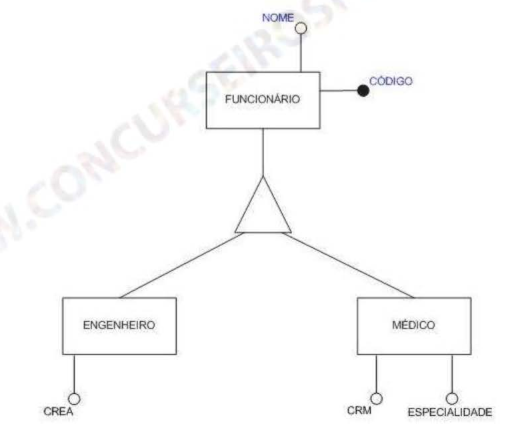 NOME
CÓDIGO
FUNCIONÁRIO
ENGENHEIRO
MÉDICO
CREA
CRM
ESPECIALIDADE